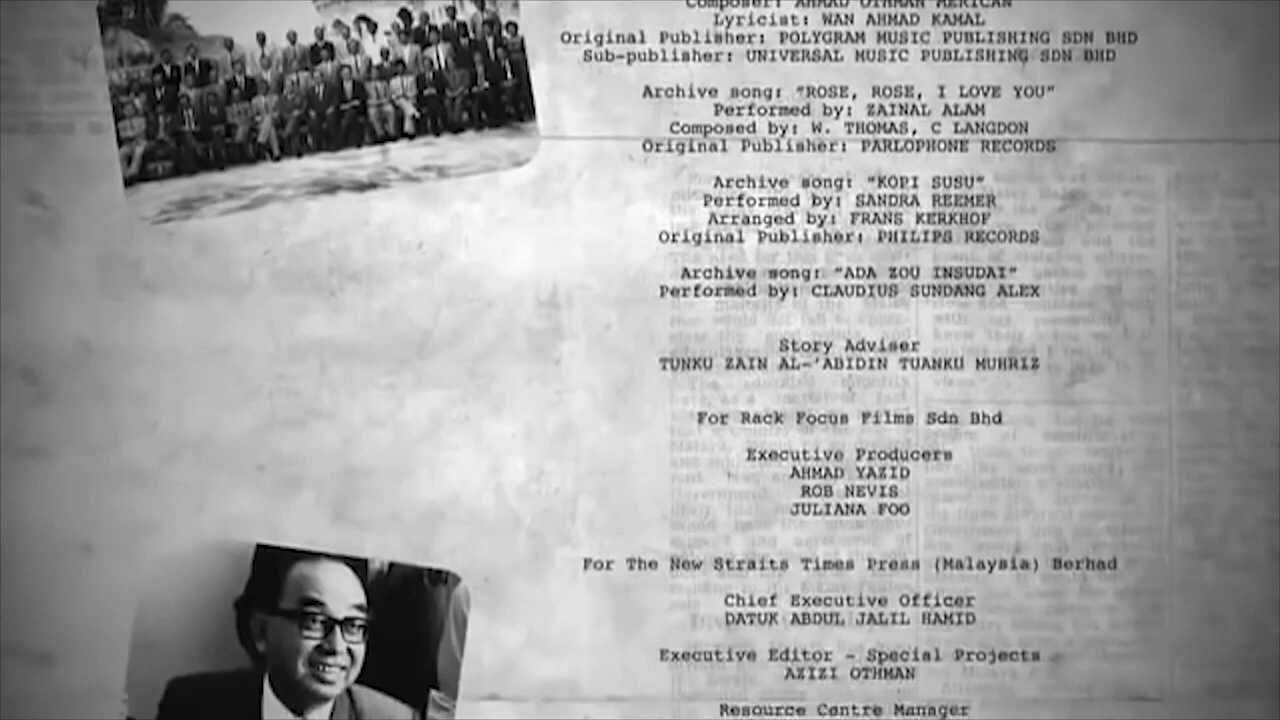 Composer: AHMAD OTHMAN MERICAN
Lyricist: WAN AHMAD KAMAL
Original Publisher: POLYGRAM MUSIC PUBLISHING SDN BHD
Sub-publisher: UNIVERSAL MUSIC PUBLISHING SDN BHD
Archive song: "ROSE, ROSE, I LOVE YOU"
Performed by: ZAINAL ALAM
Composed by: W. THOMAS, C LANGDON
Original Publisher: PARLOPHONE RECORDS
Archive song: "KOPI SUSU"
Performed by: SANDRA REEMER
Arranged by: FRANS KERKHOF
Original Publisher: PHILIPS RECORDS
Archive song: "ADA ZOU INSUDAI"
Performed by: CLAUDIUS SUNDANG ALEX
Story Adviser
TUNKU ZAIN AL-'ABIDIN TUANKU MUHRIZ
For Rack Focus Films Sdn Bhd
Executive Producers
AHMAD YAZID
ROB NEVIS
JULIANA FOO
For The New Straits Times Press (Malaysia) Berhad
Chief Executive Officer
DATUK ABDUL JALIL HAMID
Executive Editor - Special Projects
AZIZI OTHMAN
Resource Centre Manager